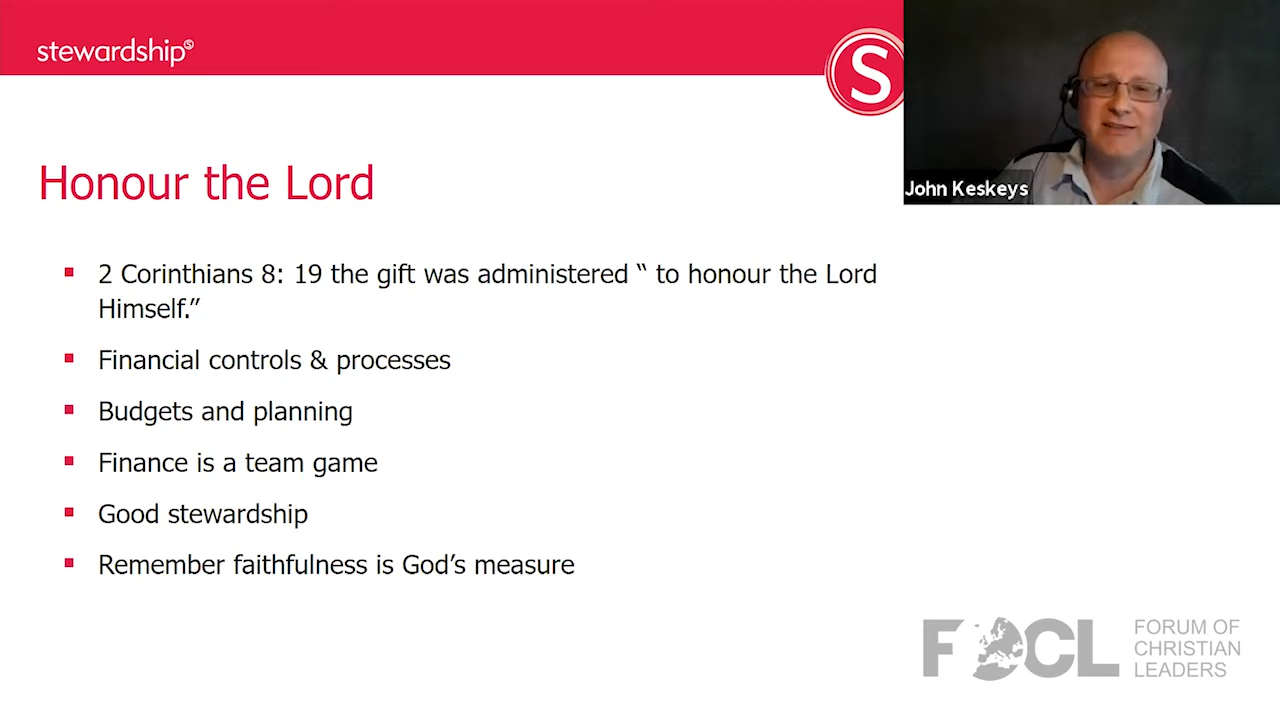 stewardship
S
S
John Keskeys
Honour the Lord
2 Corinthians 8: 19 the gift was administered “ to honour the Lord
Himself.”
Financial controls & processes
Budgets and planning
Finance is a team game
Good stewardship
Remember faithfulness is God’s measure
FOCL
FORUM OF
CHRISTIAN
LEADERS